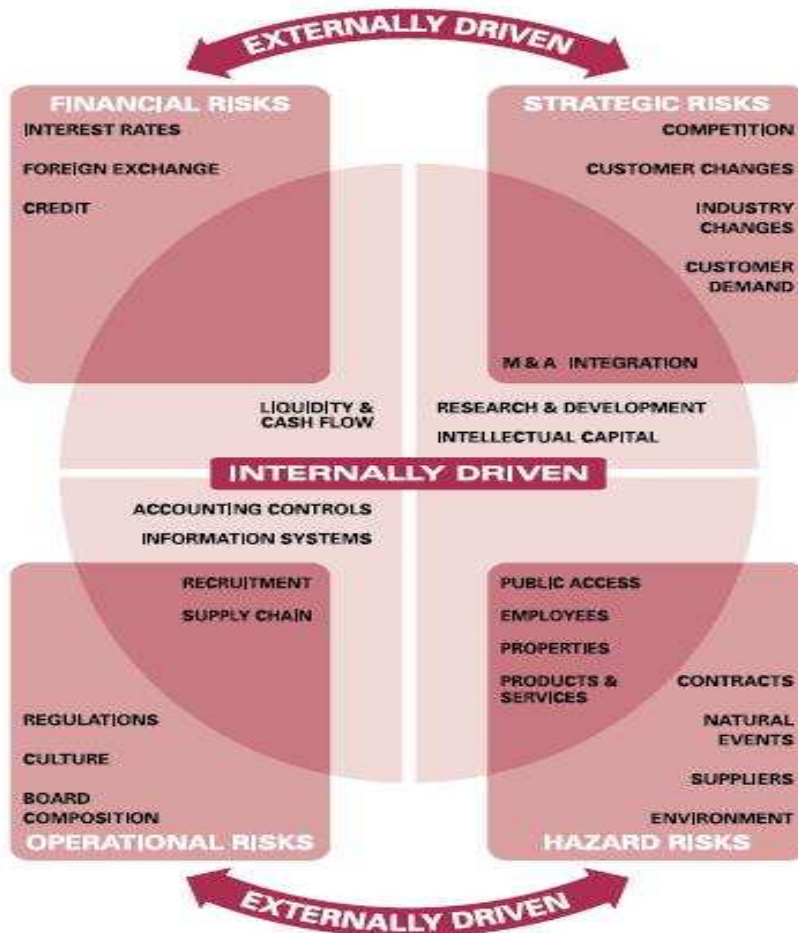 EXTERNALLY DRIVEN
FINANCIAL RISKS
INTEREST RATES
FOREIGN EXCHANGE
CREDIT
STRATEGIC RISKS
COMPETITION
CUSTOMER CHANGES
INDUSTRY
CHANGES
CUSTOMER
DEMAND
M & A INTEGRATION
LIQUIDITY &
CASH FLOW
RESEARCH & DEVELOPMENT
INTELLECTUAL CAPITAL
INTERNALLY DRIVEN
ACCOUNTING CONTROLS
INFORMATION SYSTEMS
RECRUITMENT
SUPPLY CHAIN
REGULATIONS
CULTURE
BOARD
COMPOSITION
OPERATIONAL RISKS
PUBLIC ACCESS
EMPLOYEES
PROPERTIES
PRODUCTS &
SERVICES
CONTRACTS
NATURAL
EVENTS
SUPPLIERS
ENVIRONMENT
HAZARD RISKS
EXTERNALLY DRIVEN